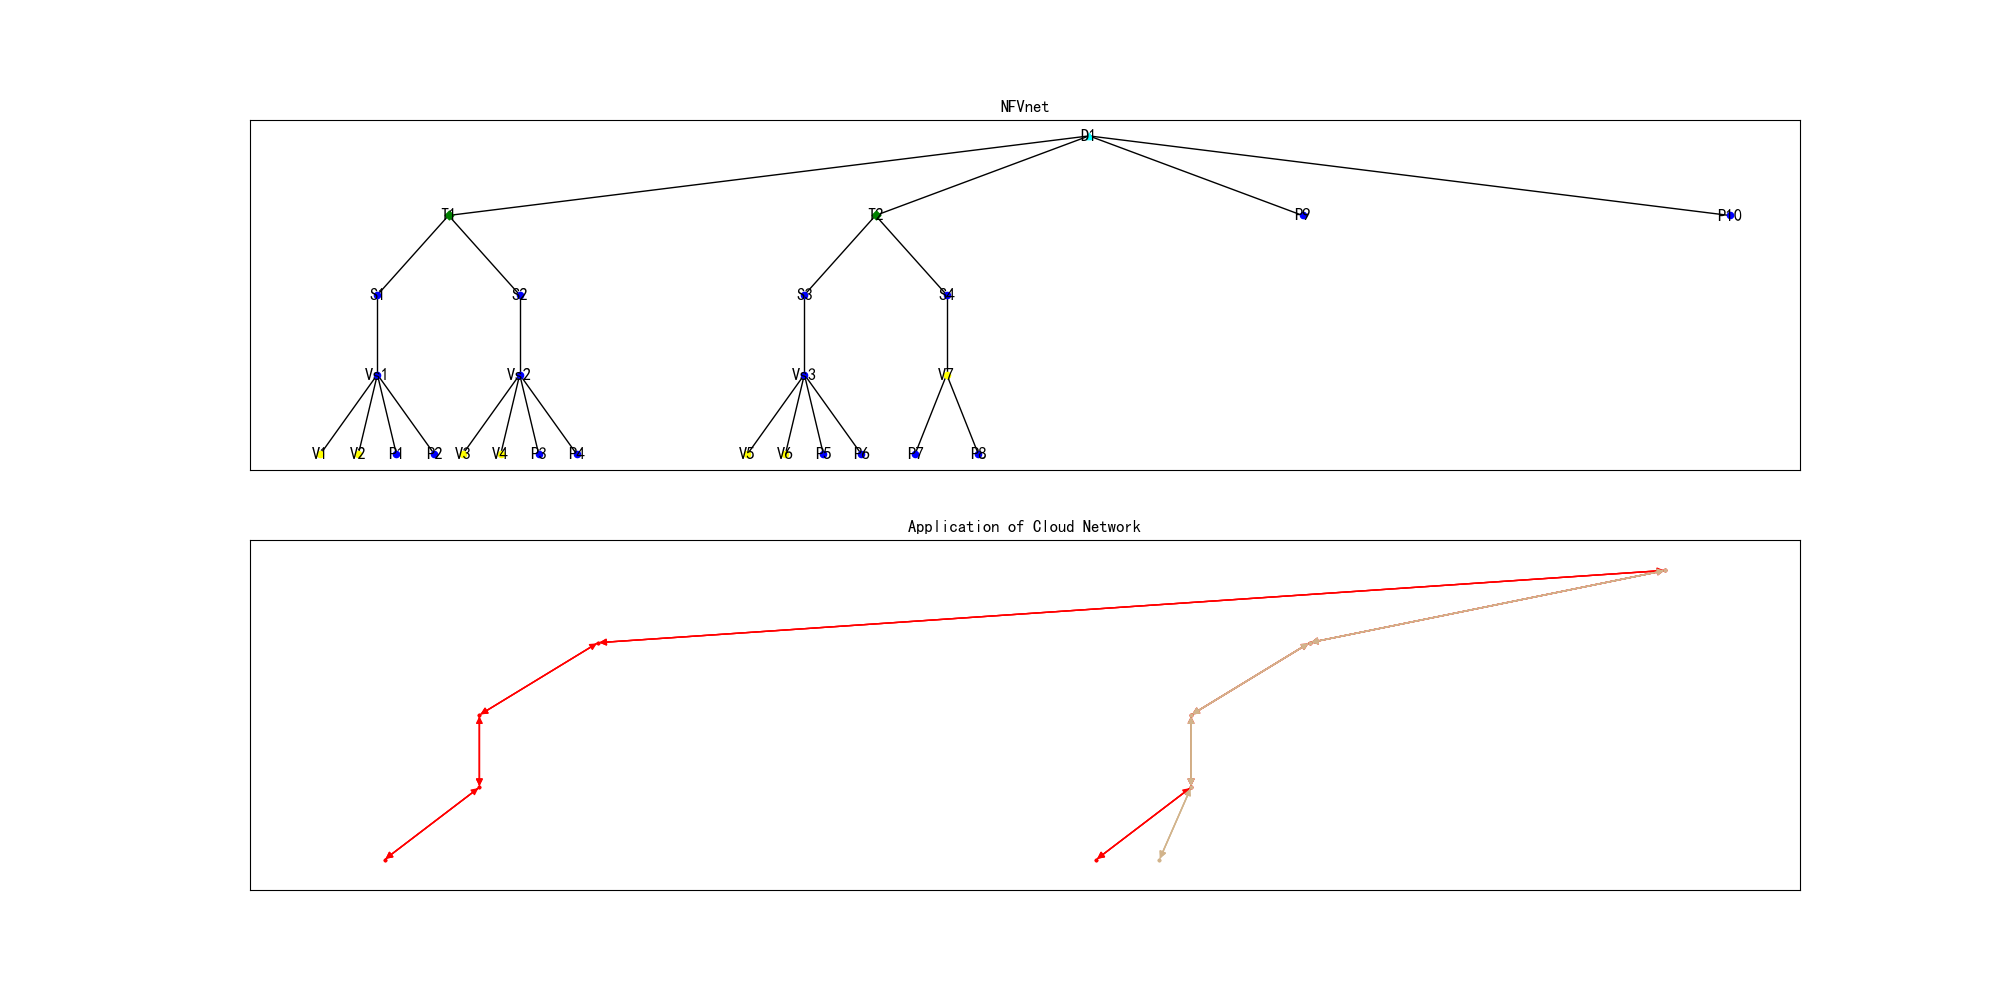 NFVnet
D1
T1 T2 P9 P10
S1 S2 S3 S4
Vs1 Vs2 Vs3 V7
V1 V2 P1 P2 V3 V4 P3 P4 V5 V6 P5 P6 P7 P8
Application of Cloud Network